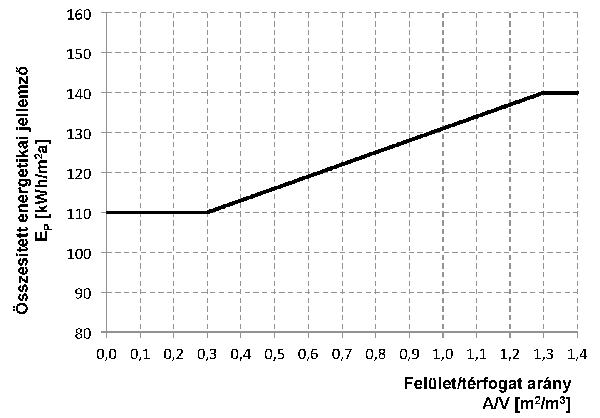 Összesített energetikai jellemző
E_P [kWh/m²a]
160
150
140
130
120
110
100
90
80
0,0 0,1 0,2 0,3 0,4 0,5 0,6 0,7 0,8 0,9 1,0 1,1 1,2 1,3 1,4
Felület/térfogat arány
A/V [m²/m³]